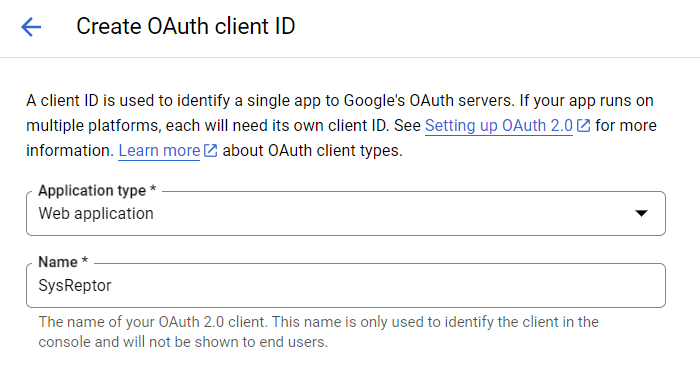 Create OAuth client ID
A client ID is used to identify a single app to Google's OAuth servers. If your app runs on
multiple platforms, each will need its own client ID. See Setting up OAuth 2.0 for more
information. Learn more about OAuth client types.
Application type *
Web application
Name *
SysReptor
The name of your OAuth 2.0 client. This name is only used to identify the client in the
console and will not be shown to end users.